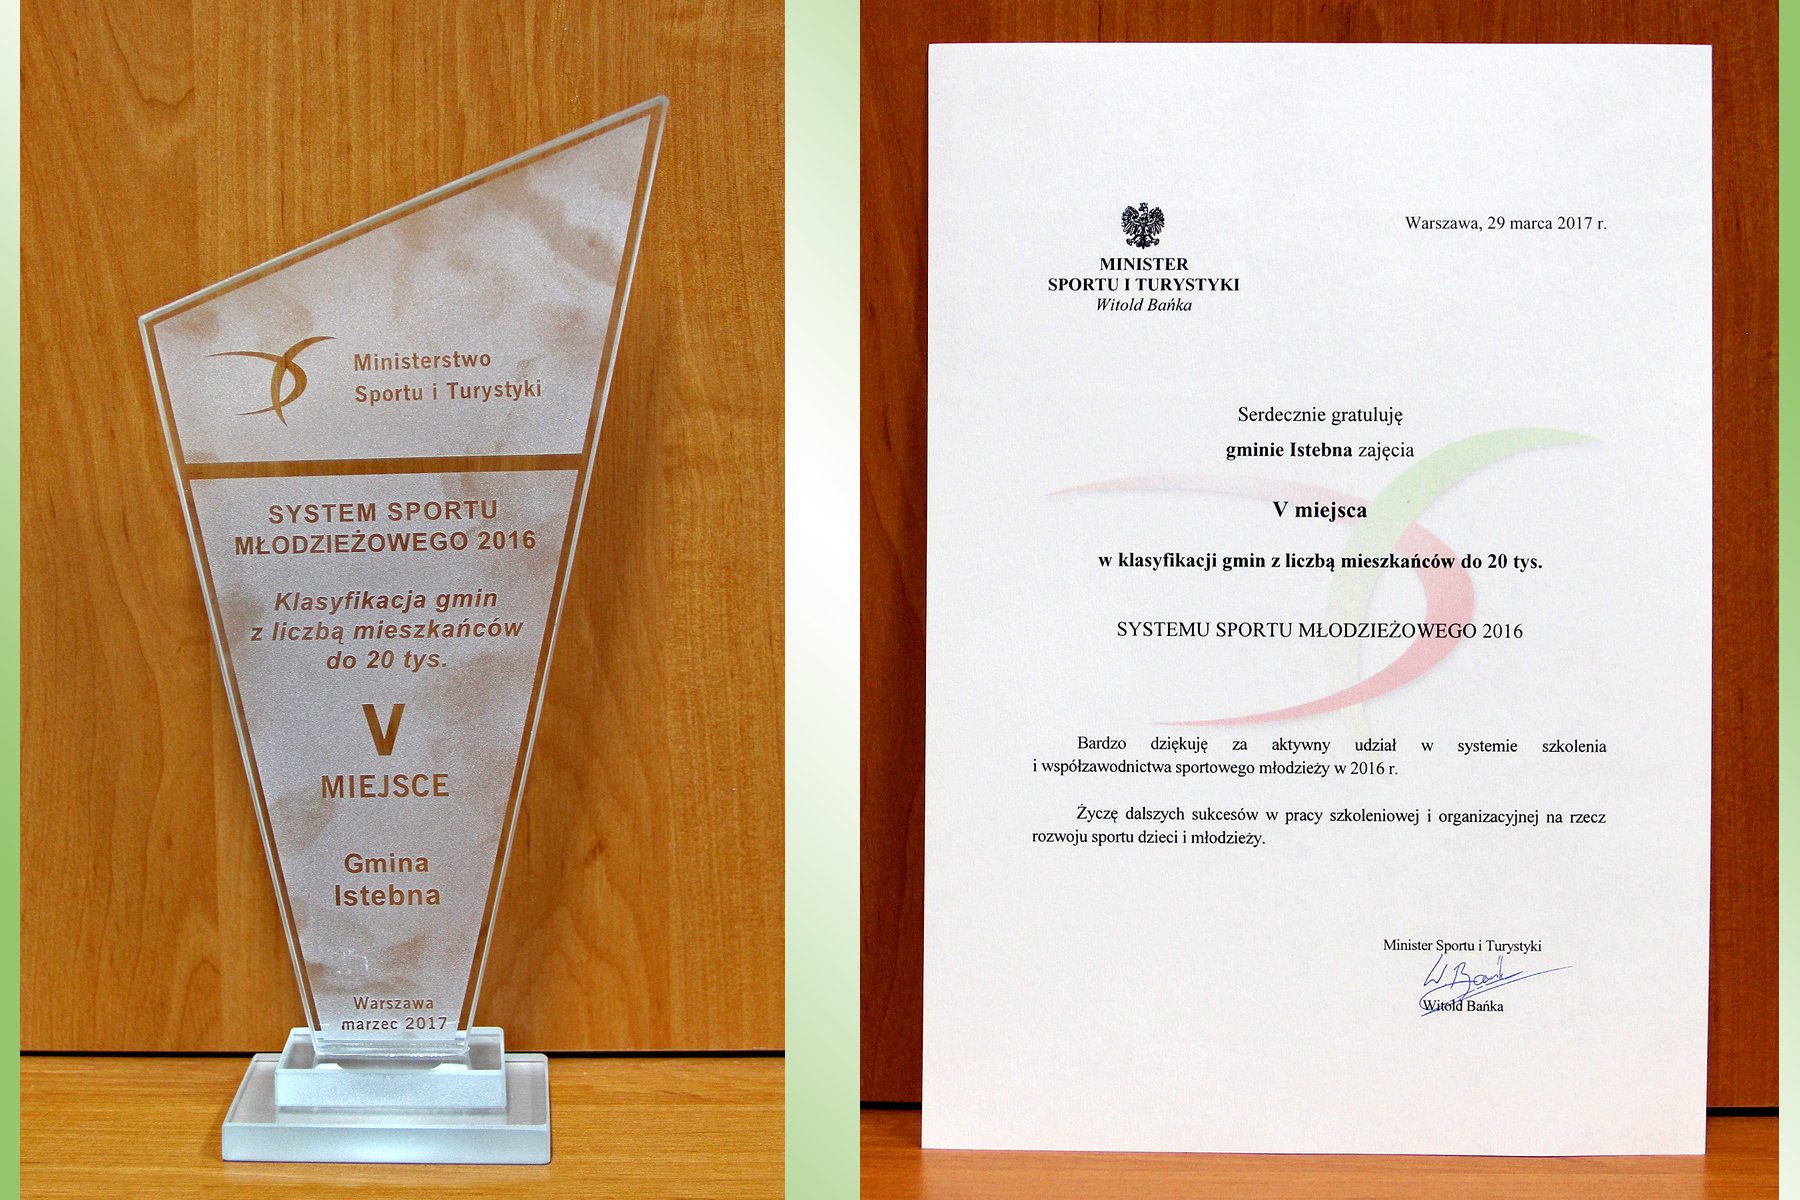 Ministerstwo
Sportu i Turystyki
SYSTEM SPORTU
MŁODZIEŻOWEGO 2016
Klasyfikacja gmin
z liczbą mieszkańców
do 20 tys.
V
MIEJSCE
Gmina
Istebna
Warszawa
marzec 2017
Warszawa, 29 marca 2017 r.
MINISTER
SPORTU I TURYSTYKI
Witold Bańka
Serdecznie gratuluję
gminie Istebna zajęcia
V miejsca
w klasyfikacji gmin z liczbą mieszkańców do 20 tys.
SYSTEMU SPORTU MŁODZIEŻOWEGO 2016
Bardzo dziękuję za aktywny udział w systemie szkolenia
i współzawodnictwa sportowego młodzieży w 2016 r.
Życzę dalszych sukcesów w pracy szkoleniowej i organizacyjnej na rzecz
rozwoju sportu dzieci i młodzieży.
Minister Sportu i Turystyki
W. Bańk
Witold Bańka